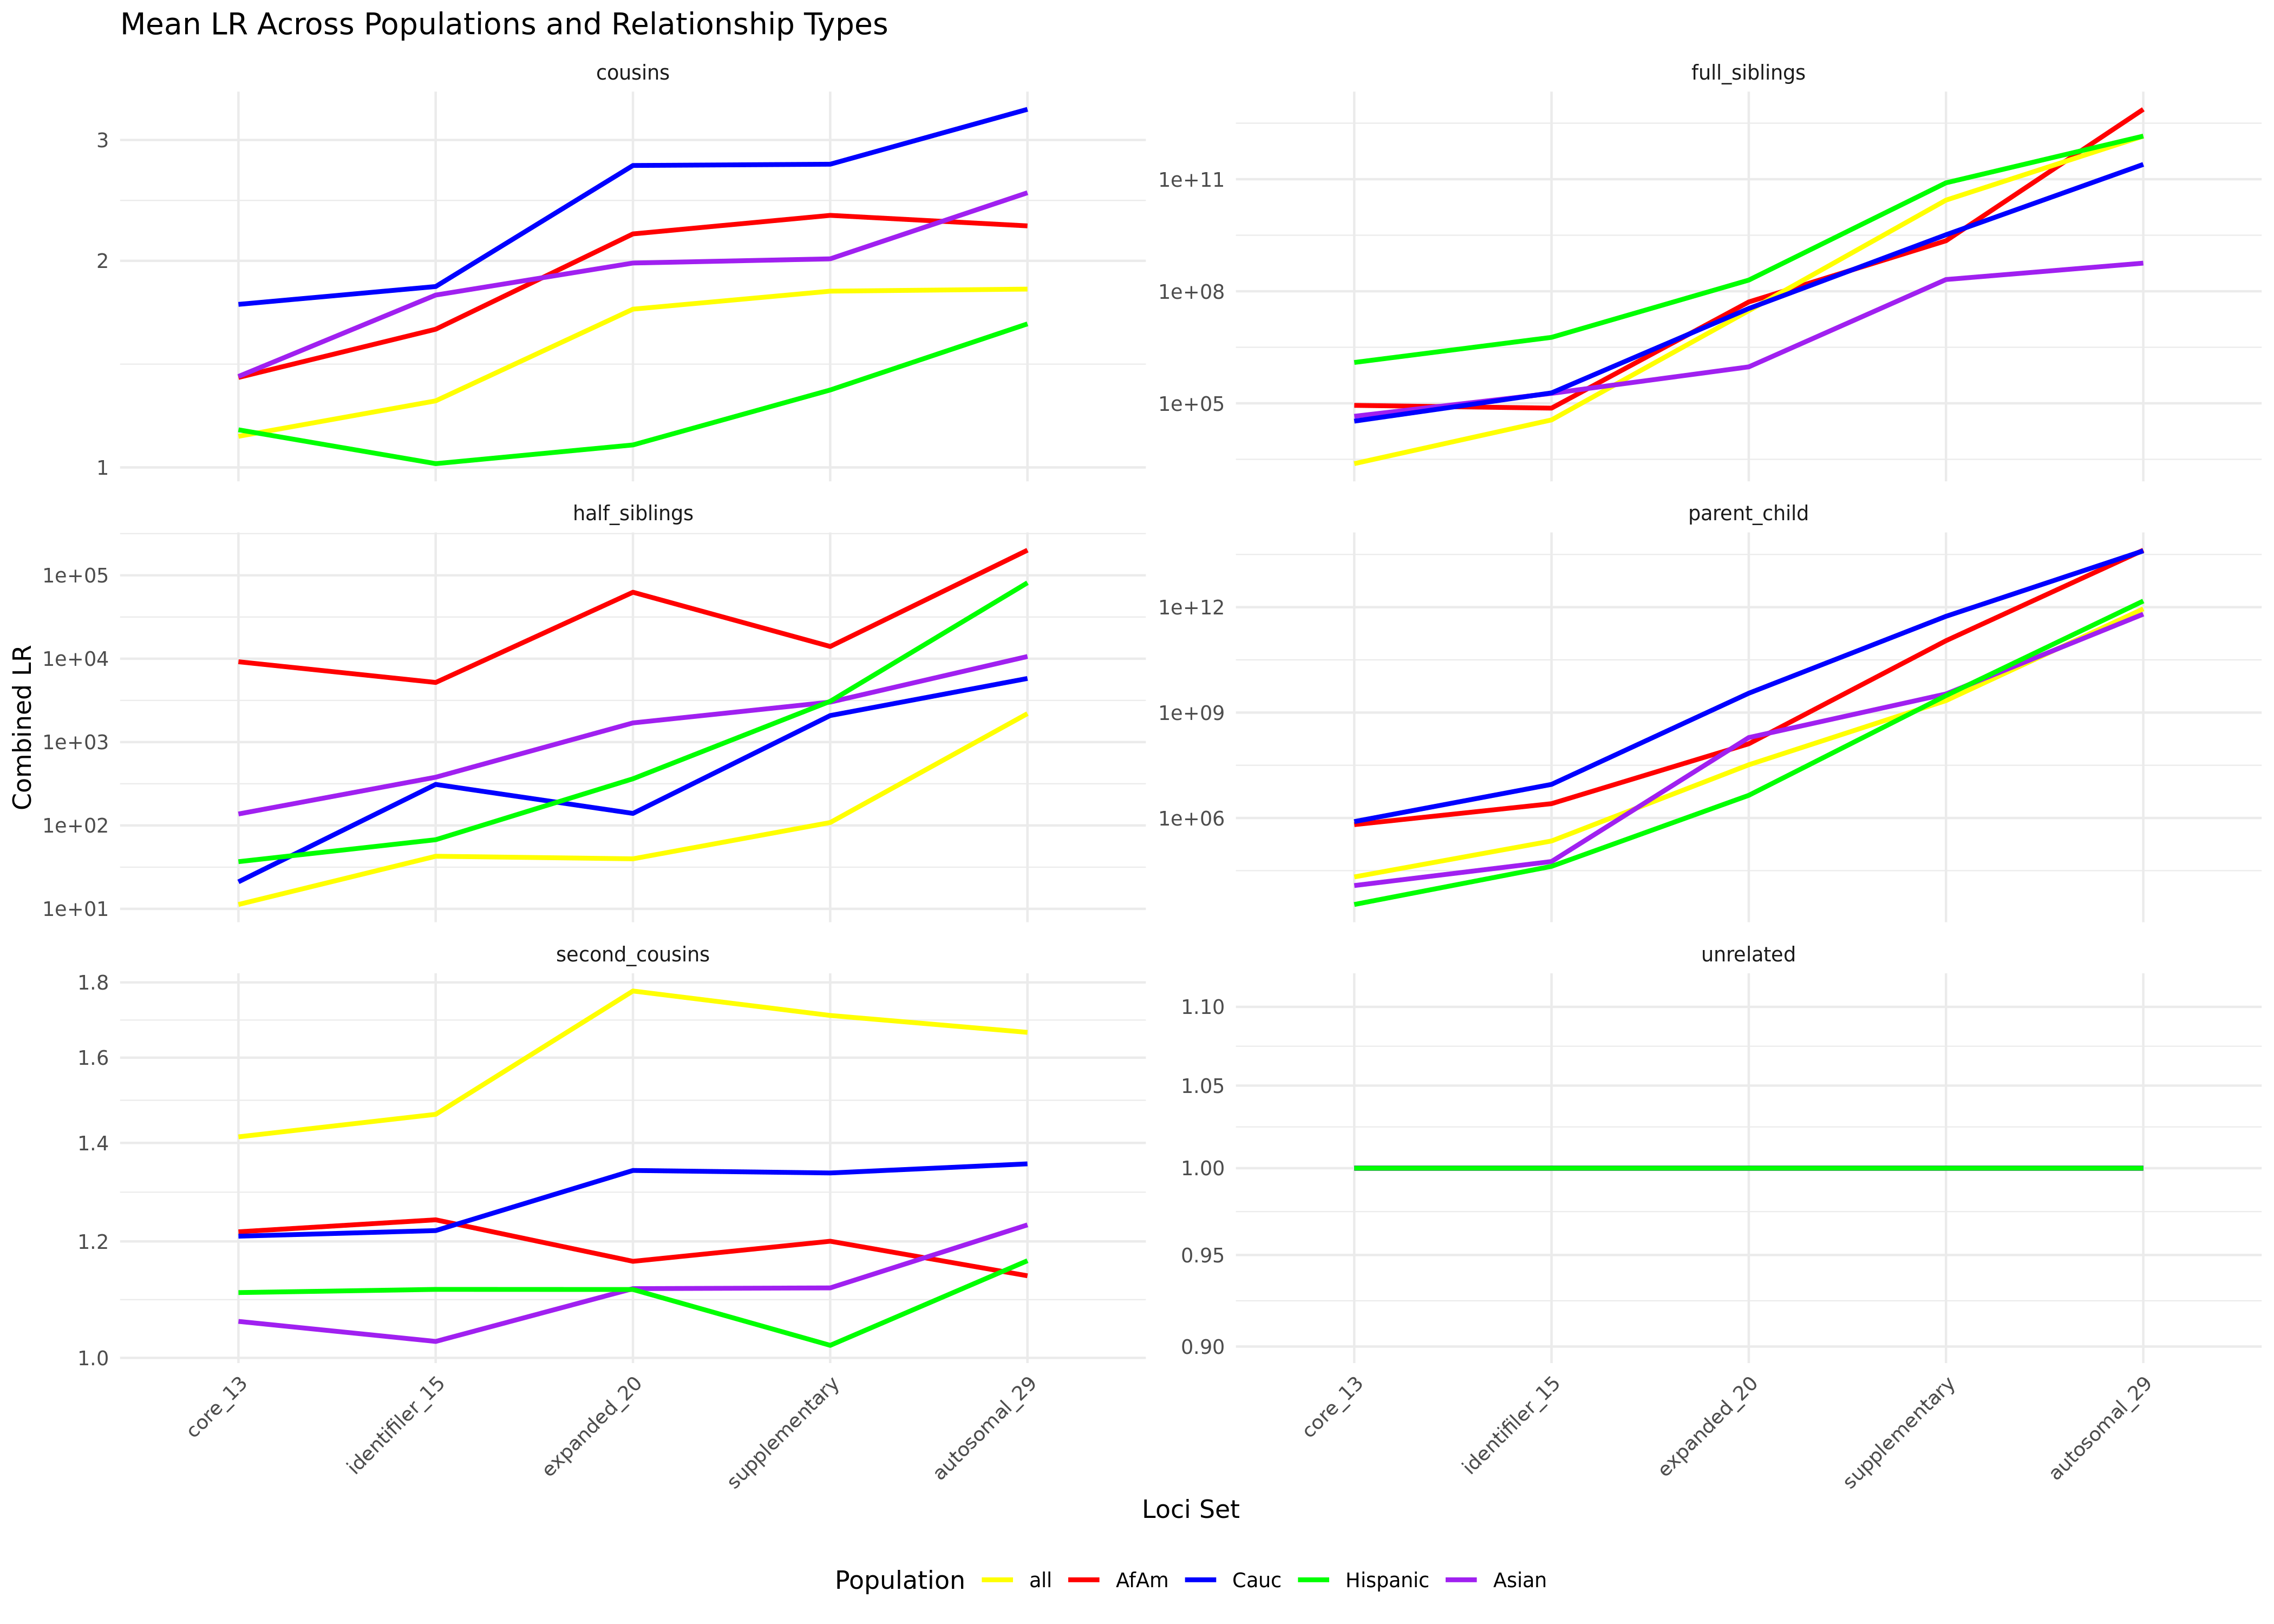 Mean LR Across Populations and Relationship Types
cousins
full_siblings
3
2
1
1e+11
1e+08
1e+05
half_siblings
parent_child
1e+05
1e+04
1e+03
1e+02
1e+01
1e+12
1e+09
1e+06
Combined LR
second_cousins
unrelated
1.8
1.6
1.4
1.2
1.0
1.10
1.05
1.00
0.95
0.90
core_13
identifiler_15
expanded_20
supplementary
autosomal_29
core_13
identifiler_15
expanded_20
supplementary
autosomal_29
Loci Set
Population all AfAm Cauc Hispanic Asian